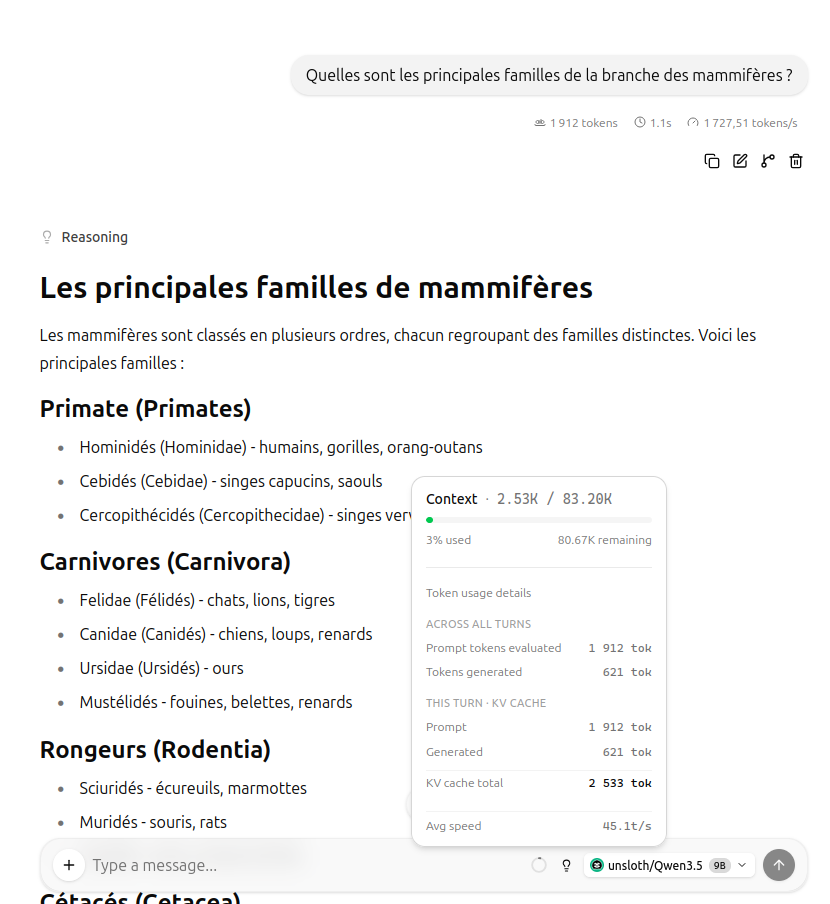 Quelles sont les principales familles de la branche des mammifères ?
1 912 tokens 1.1s 1 727,51 tokens/s
Reasoning
Les principales familles de mammifères
Les mammifères sont classés en plusieurs ordres, chacun regroupant des familles distinctes. Voici les
principales familles :
Primate (Primates)
Hominidés (Hominidae) - humains, gorilles, orang-outans
Cebidés (Cebidae) - singes capucins, saouls
Cercopithécidés (Cercopithecidae) - singes
Carnivores (Carnivora)
Felidae (Félidés) - chats, lions, tigres
Canidae (Canidés) - chiens, loups, renards
Ursidae (Ursidés) - ours
Mustélidés - fouines, belettes, renards
Rongeurs (Rodentia)
Sciuridés - écureuils, marmottes
Muridés - souris, rats
Context · 2.53K / 83.20K
3% used 80.67K remaining
Token usage details
ACROSS ALL TURNS
Prompt tokens evaluated 1 912 tok
Tokens generated 621 tok
THIS TURN · KV CACHE
Prompt 1 912 tok
Generated 621 tok
KV cache total 2 533 tok
Avg speed 45.1t/s
Type a message...
unsloth/Qwen3.5 9B
Cétacés (Cetacea)